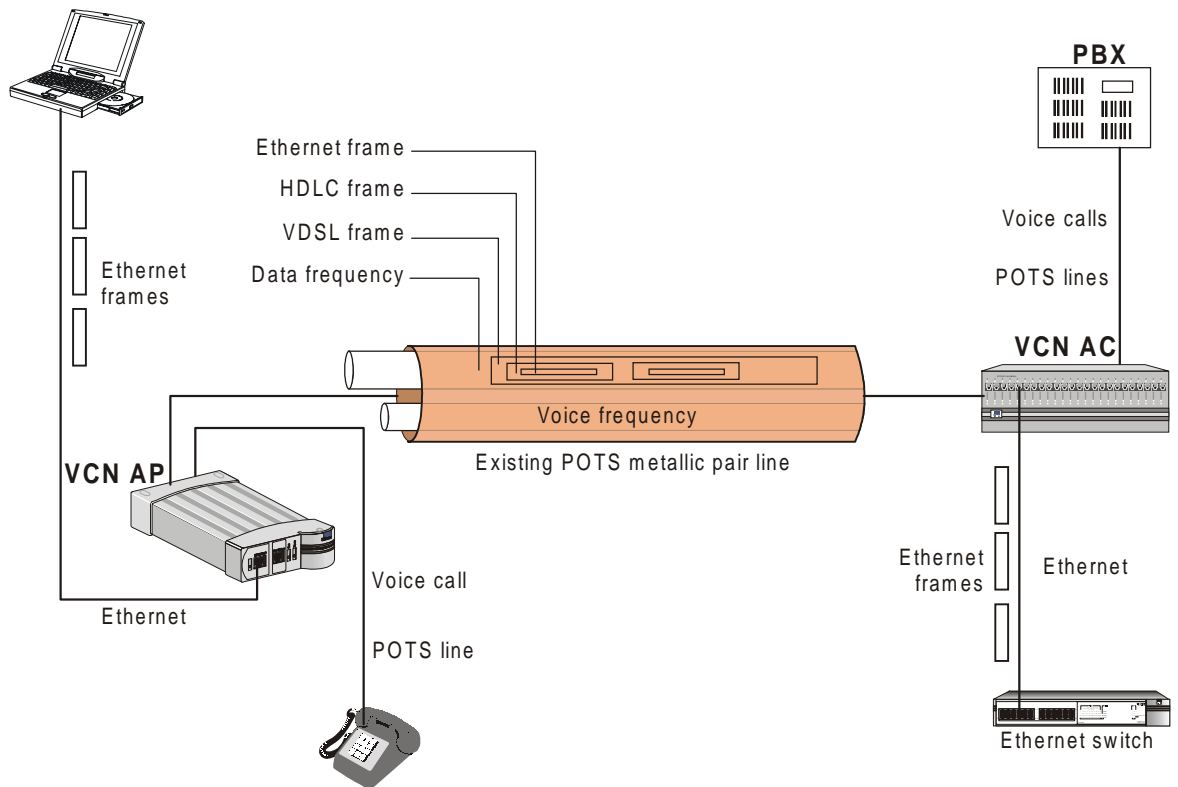 PBX
Ethernet frame
HDLC frame
VDSL frame
Data frequency
Voice calls
POTS lines
Ethernet
frames
VCN AC
Voice frequency
Existing POTS metallic pair line
VCN AP
Voice call
POTS line
Ethernet
Ethernet
frames
Ethernet
Ethernet switch